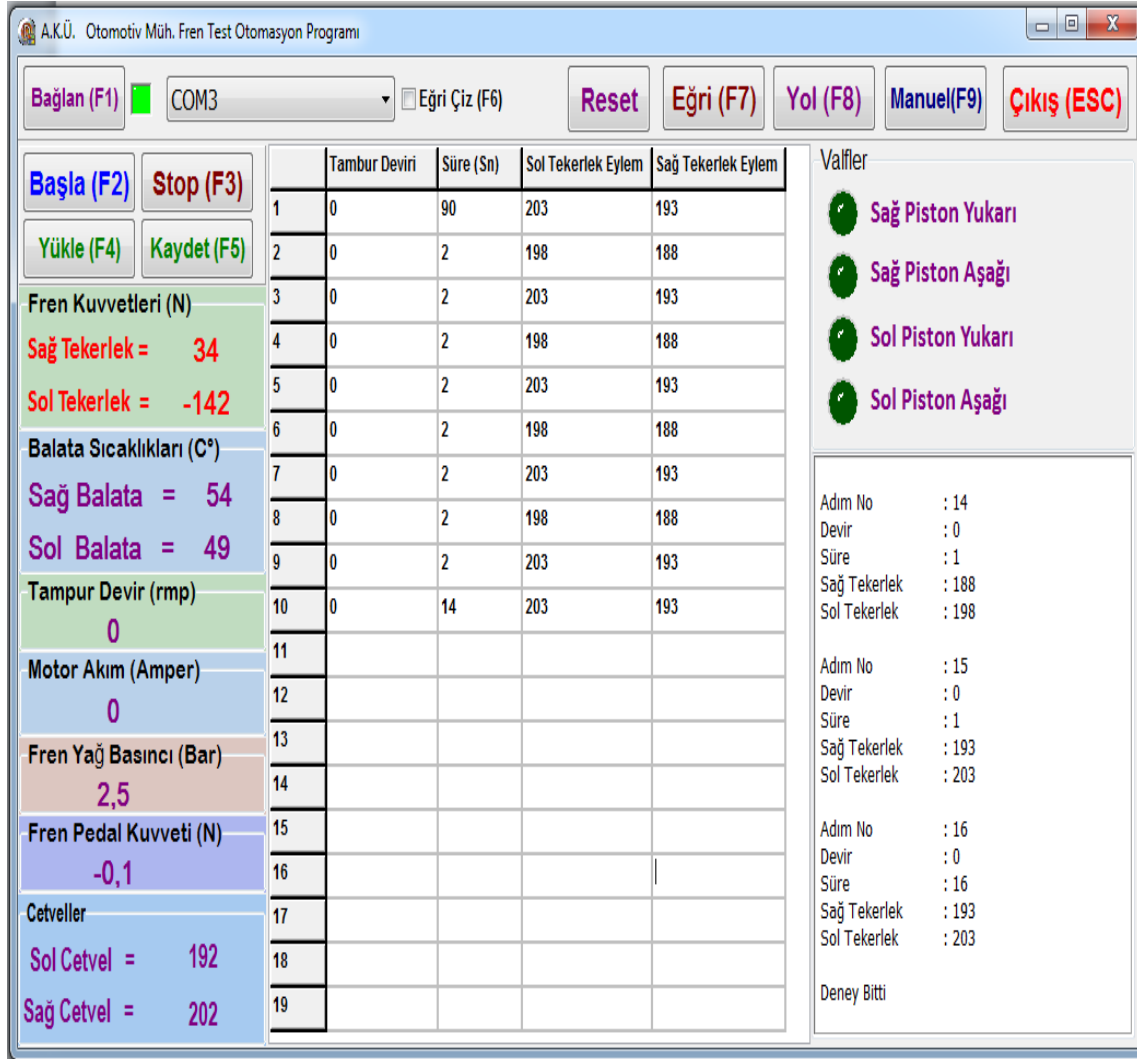 A.K.Ü. Otomotiv Müh. Fren Test Otomasyon Programı
X
Bağlan (F1) COM3 Eğri Çiz (F6) Reset Eğri (F7) Yol (F8) Manuel(F9) Çıkış (ESC)
Başla (F2) Stop (F3)
Yükle (F4) Kaydet (F5)
Fren Kuvvetleri (N)
Sağ Tekerlek = 34
Sol Tekerlek = -142
Balata Sıcaklıkları (C°)
Sağ Balata = 54
Sol Balata = 49
Tampur Devir (rmp)
0
Motor Akım (Amper)
0
Fren Yağ Basıncı (Bar)
2,5
Fren Pedal Kuvveti (N)
-0,1
Cetveller
Sol Cetvel = 192
Sağ Cetvel = 202
Tambur Deviri Süre (Sn) Sol Tekerlek Eylem Sağ Tekerlek Eylem
1 0 90 203 193
2 0 2 198 188
3 0 2 203 193
4 0 2 198 188
5 0 2 203 193
6 0 2 198 188
7 0 2 203 193
8 0 2 198 188
9 0 2 203 193
10 0 14 203 193
11
12
13
14
15
16
17
18
19
Valfler
Sağ Piston Yukarı
Sağ Piston Aşağı
Sol Piston Yukarı
Sol Piston Aşağı
Adım No : 14
Devir : 0
Süre : 1
Sağ Tekerlek : 188
Sol Tekerlek : 198
Adım No : 15
Devir : 0
Süre : 1
Sağ Tekerlek : 193
Sol Tekerlek : 203
Adım No : 16
Devir : 0
Süre : 16
Sağ Tekerlek : 193
Sol Tekerlek : 203
Deney Bitti